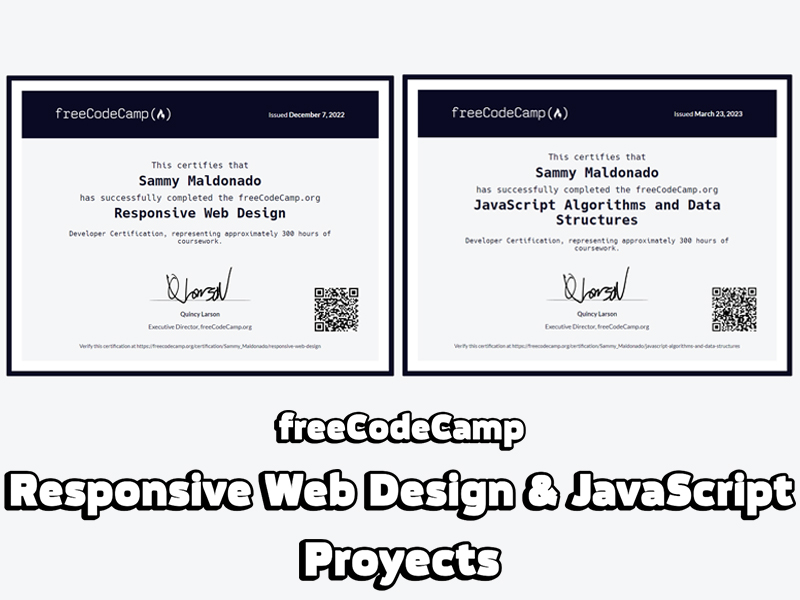 freeCodeCamp(🔥)
Issued December 7, 2022
This certifies that
Sammy Maldonado
has successfully completed the freeCodeCamp.org
Responsive Web Design
Developer Certification, representing approximately 300 hours of
coursework.
QLarson
Quincy Larson
Executive Director, freeCodeCamp.org
Verify this certification at https://freecodecamp.org/certification/Sammy_Maldonado/responsive-web-design
freeCodeCamp(🔥)
Issued March 23, 2023
This certifies that
Sammy Maldonado
has successfully completed the freeCodeCamp.org
JavaScript Algorithms and Data
Structures
Developer Certification, representing approximately 300 hours of
coursework.
QLarson
Quincy Larson
Executive Director, freeCodeCamp.org
Verify this certification at https://freecodecamp.org/certification/Sammy_Maldonado/javascript-algorithms-and-data-structures
freeCodeCamp
Responsive Web Design & JavaScript
Proyects